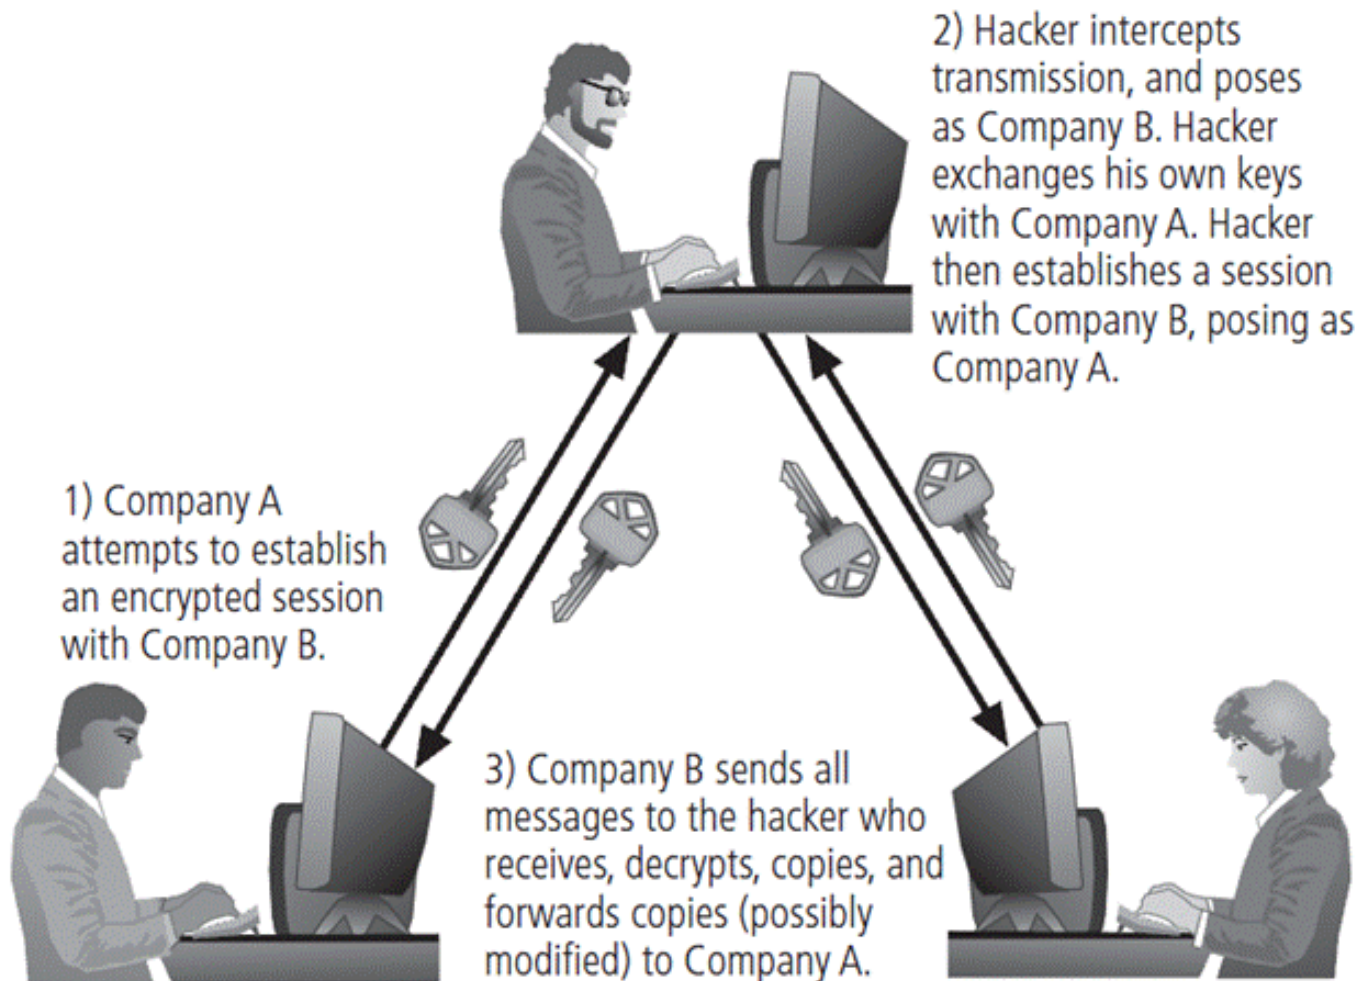 1) Company A
attempts to establish
an encrypted session
with Company B.
2) Hacker intercepts
transmission, and poses
as Company B. Hacker
exchanges his own keys
with Company A. Hacker
then establishes a session
with Company B, posing as
Company A.
3) Company B sends all
messages to the hacker who
receives, decrypts, copies, and
forwards copies (possibly
modified) to Company A.